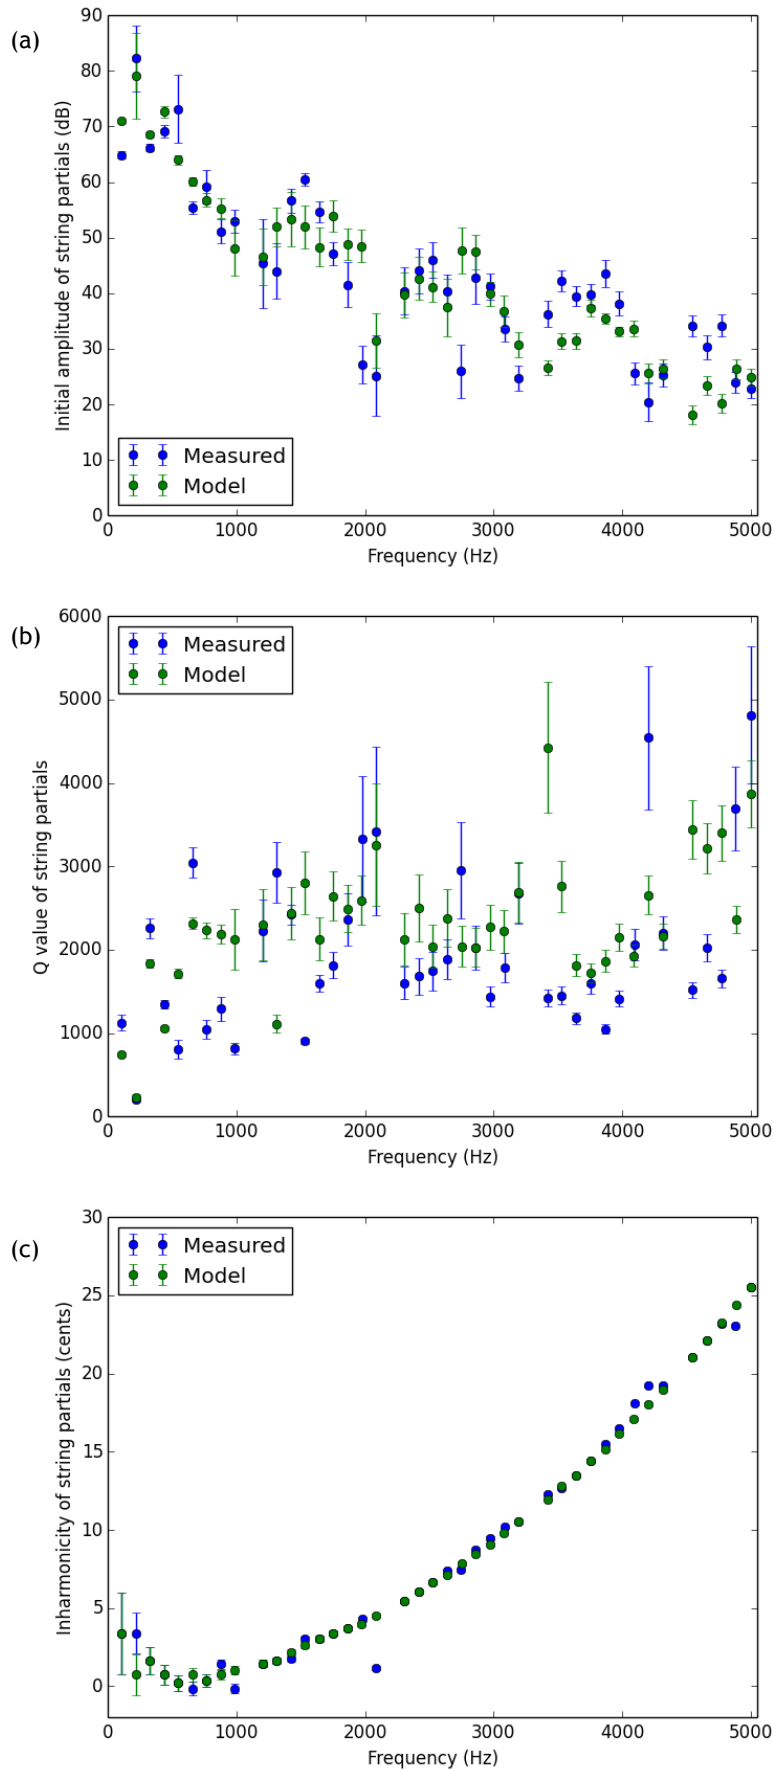 (a)
90
80
70
60
50
40
30
20
10
0
Initial amplitude of string partials (dB)
Measured
Model
0 1000 2000 3000 4000 5000
Frequency (Hz)
(b)
6000
5000
4000
3000
2000
1000
0
Q value of string partials
Measured
Model
0 1000 2000 3000 4000 5000
Frequency (Hz)
(c)
30
25
20
15
10
5
0
Inharmonicity of string partials (cents)
Measured
Model
0 1000 2000 3000 4000 5000
Frequency (Hz)